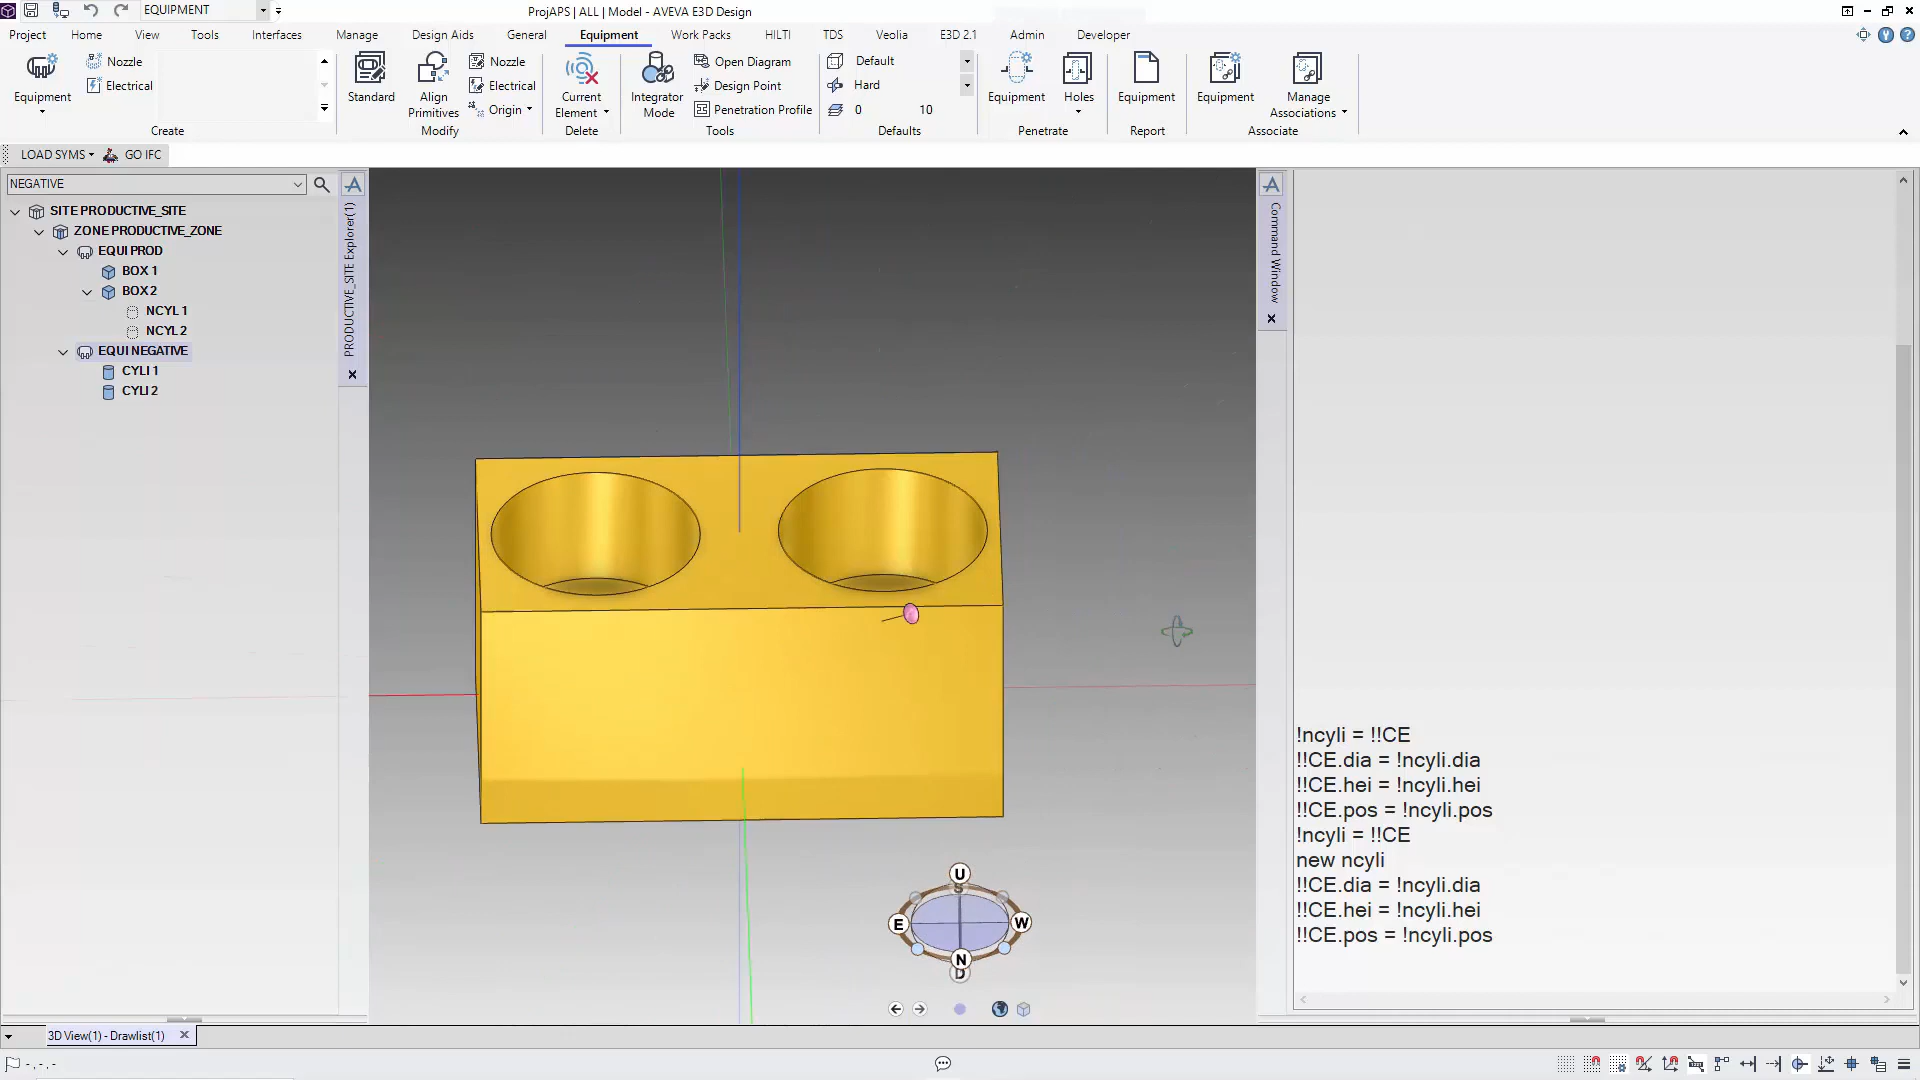 EQUIPMENT
ProjAPS | ALL | Model - AVEVA E3D Design
Project Home View Tools Interfaces Manage Design Aids General Equipment Work Packs HILTI TDS Veolia E3D 2.1 Admin Developer
Equipment
Nozzle
Electrical
Create
Standard
Align Primitives
Nozzle
Electrical
Origin
Modify
Current Element
Delete
Integrator Mode
Open Diagram
Design Point
Penetration Profile
Tools
Default
Hard
0 10
Defaults
Equipment
Holes
Penetrate
Equipment
Report
Equipment
Manage Associations
Associate
LOAD SYMS GO IFC
NEGATIVE
SITE PRODUCTIVE_SITE
ZONE PRODUCTIVE_ZONE
EQUI PROD
BOX 1
BOX 2
NCYL 1
NCYL 2
EQUI NEGATIVE
CYLI 1
CYLI 2
PRODUCTIVE_SITE Explorer(1)
Command Window
!ncyli = !!CE
!!CE.dia = !ncyli.dia
!!CE.hei = !ncyli.hei
!!CE.pos = !ncyli.pos
!ncyli = !!CE
new ncyli
!!CE.dia = !ncyli.dia
!!CE.hei = !ncyli.hei
!!CE.pos = !ncyli.pos
U
S
E
W
N
D
3D View(1) - Drawlist(1)
- , - , -